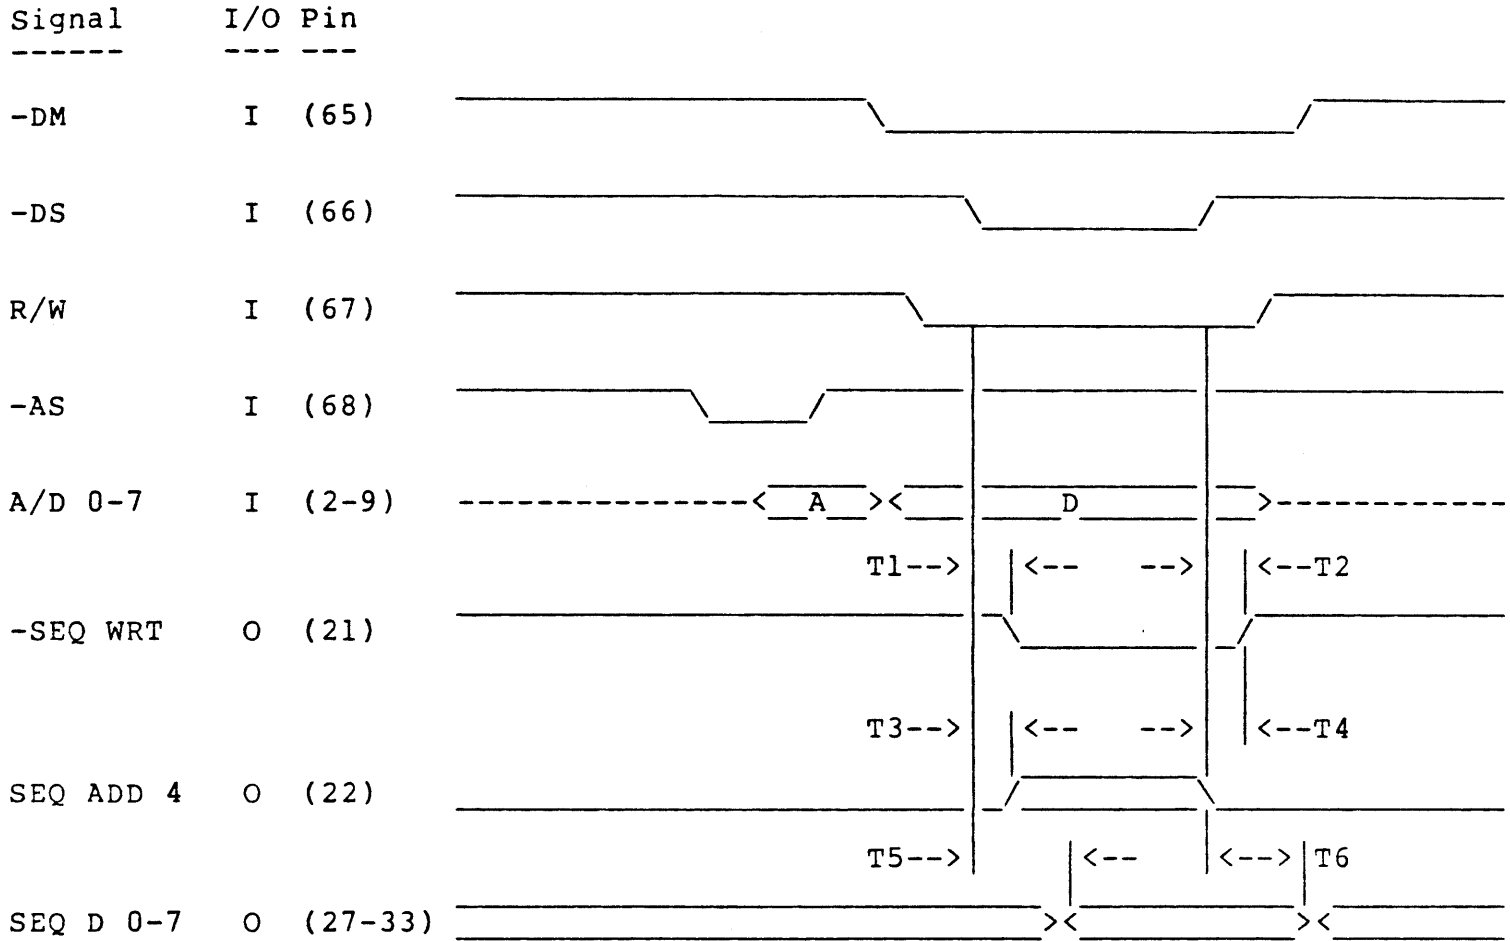 Signal I/O Pin
------ --- ---
-DM I (65)
-DS I (66)
R/W I (67)
-AS I (68)
A/D 0-7 I (2-9) ---------------< A >< D >------------
T1--> <-- --> <--T2
-SEQ WRT O (21)
T3--> <-- --> <--T4
SEQ ADD 4 O (22)
T5--> <-- <--> T6
SEQ D 0-7 O (27-33) >< ><